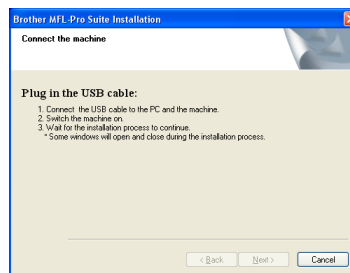 Brother MFL-Pro Suite Installation
Connect the machine
Plug in the USB cable:
1. Connect the USB cable to the PC and the machine.
2. Switch the machine on.
3. Wait for the installation process to continue.
* Some windows will open and close during the installation process.
< Back Next > Cancel